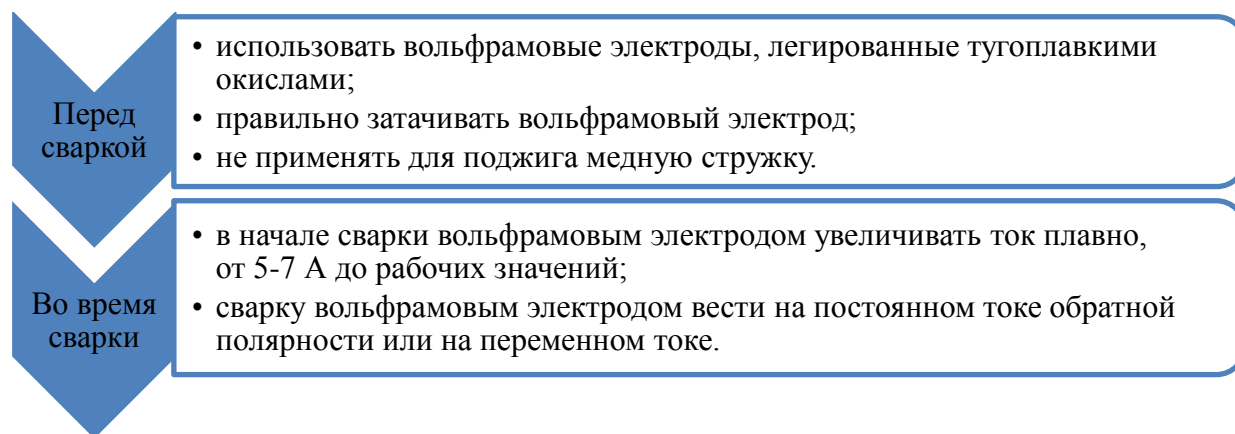 Перед
сваркой
• использовать вольфрамовые электроды, легированные тугоплавкими
окислами;
• правильно затачивать вольфрамовый электрод;
• не применять для поджига медную стружку.
Во время
сварки
• в начале сварки вольфрамовым электродом увеличивать ток плавно,
от 5-7 А до рабочих значений;
• сварку вольфрамовым электродом вести на постоянном токе обратной
полярности или на переменном токе.